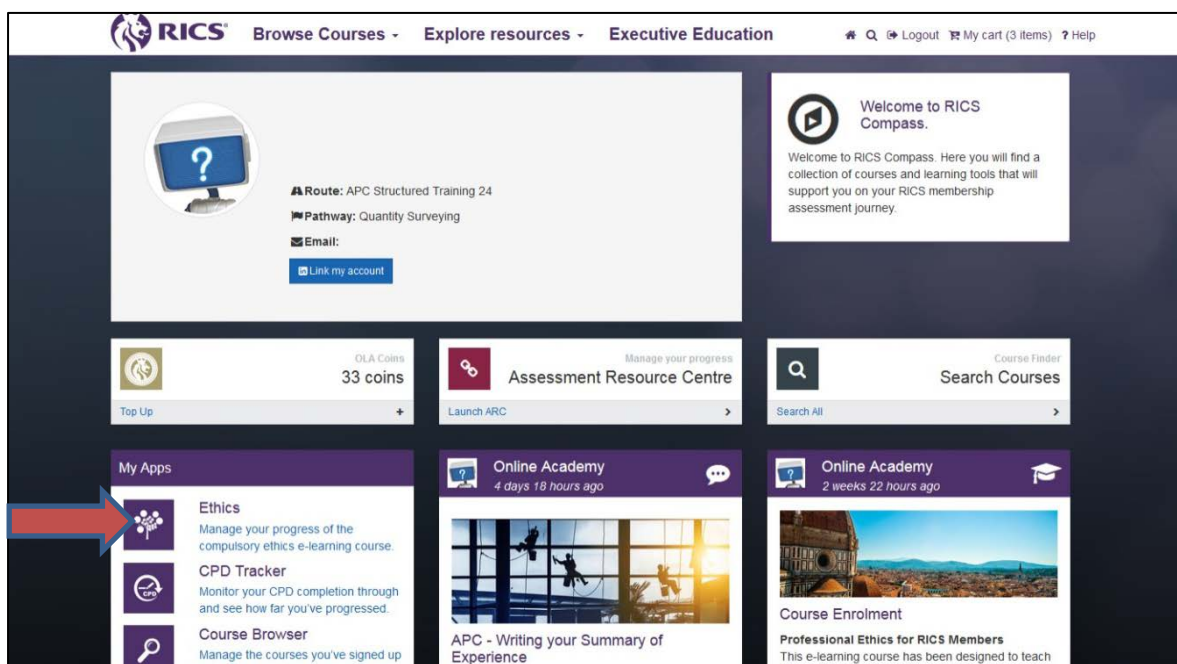 RICS Browse Courses Explore resources Executive Education Logout My cart (3 items) ? Help
?
Route: APC Structured Training 24
Pathway: Quantity Surveying
Email:
in Link my account
Welcome to RICS
Compass.
Welcome to RICS Compass. Here you will find a
collection of courses and learning tools that will
support you on your RICS membership
assessment journey.
OLA Coins
33 coins
Top Up +
Manage your progress
Assessment Resource Centre
Launch ARC >
Course Finder
Search Courses
Search All >
My Apps
Ethics
Manage your progress of the
compulsory ethics e-learning course.
CPD
CPD Tracker
Monitor your CPD completion through
and see how far you've progressed.
Course Browser
Manage the courses you've signed up
?
Online Academy
4 days 18 hours ago
APC - Writing your Summary of
Experience
?
Online Academy
2 weeks 22 hours ago
Course Enrolment
Professional Ethics for RICS Members
This e-learning course has been designed to teach